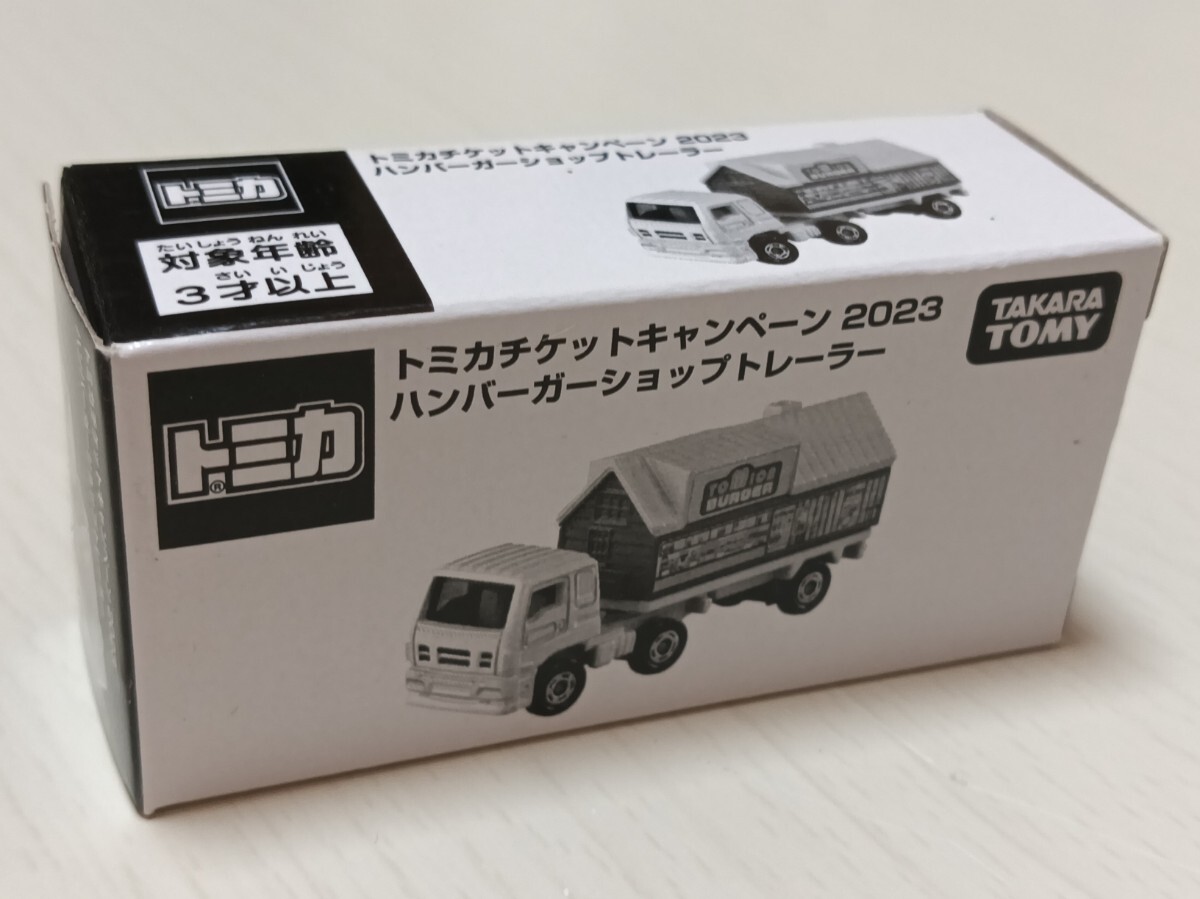 トミカ
たいしょう ねん れい
対象年齢
さい い じょう
3才以上
トミカチケットキャンペーン 2023
ハンバーガーショップトレーラー
トミカ®
トミカチケットキャンペーン 2023
ハンバーガーショップトレーラー
TAKARA
TOMY
TOMICA
BURGER